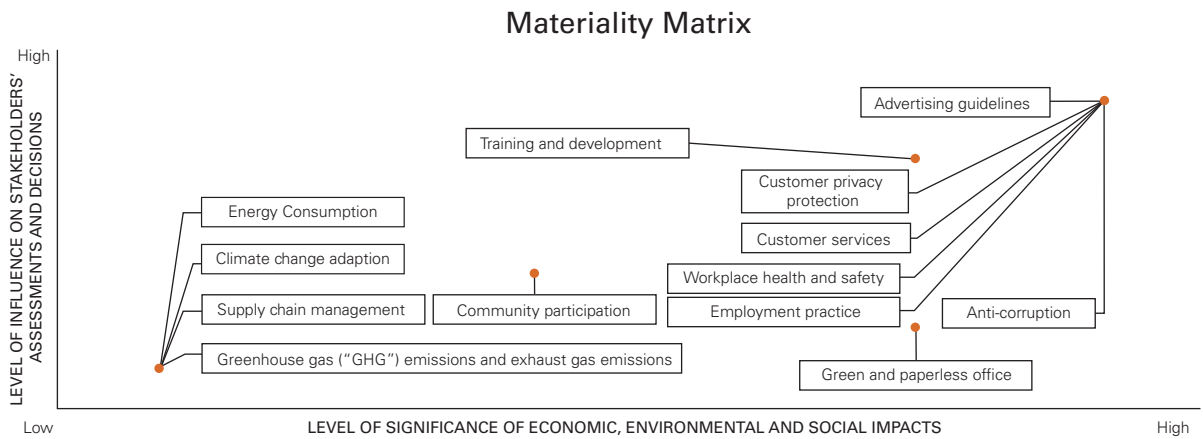 Materiality Matrix
High
LEVEL OF INFLUENCE ON STAKEHOLDERS'
ASSESSMENTS AND DECISIONS
Advertising guidelines
Training and development
Customer privacy
protection
Energy Consumption
Customer services
Climate change adaption
Workplace health and safety
Supply chain management
Community participation
Employment practice
Anti-corruption
Greenhouse gas ("GHG") emissions and exhaust gas emissions
Green and paperless office
Low
LEVEL OF SIGNIFICANCE OF ECONOMIC, ENVIRONMENTAL AND SOCIAL IMPACTS
High